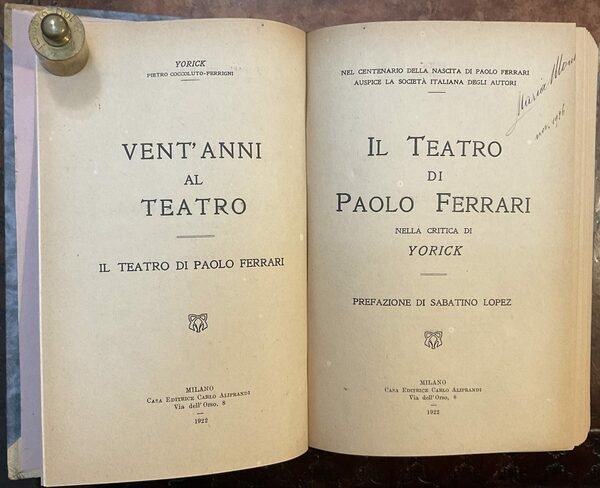 YORICK
PIETRO COCCOLUTO-FERRIGNI
VENT'ANNI
AL
TEATRO
IL TEATRO DI PAOLO FERRARI
MILANO
CASA EDITRICE CARLO ALIPRANDI
Via dell'Orso, 8
1922
NEL CENTENARIO DELLA NASCITA DI PAOLO FERRARI
AUSPICE LA SOCIETÀ ITALIANA DEGLI AUTORI
IL TEATRO
DI
PAOLO FERRARI
NELLA CRITICA DI
YORICK
PREFAZIONE DI SABATINO LOPEZ
MILANO
CASA EDITRICE CARLO ALIPRANDI
Via dell'Orso, 8
1922